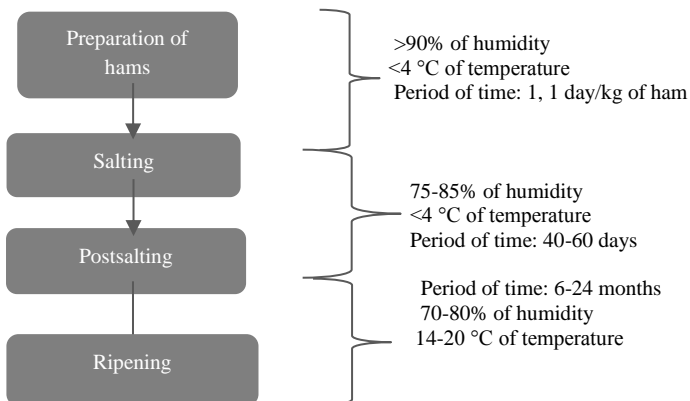 Preparation of
hams
>90% of humidity
<4 °C of temperature
Period of time: 1, 1 day/kg of ham
Salting
75-85% of humidity
<4 °C of temperature
Period of time: 40-60 days
Postsalting
Period of time: 6-24 months
70-80% of humidity
14-20 °C of temperature
Ripening